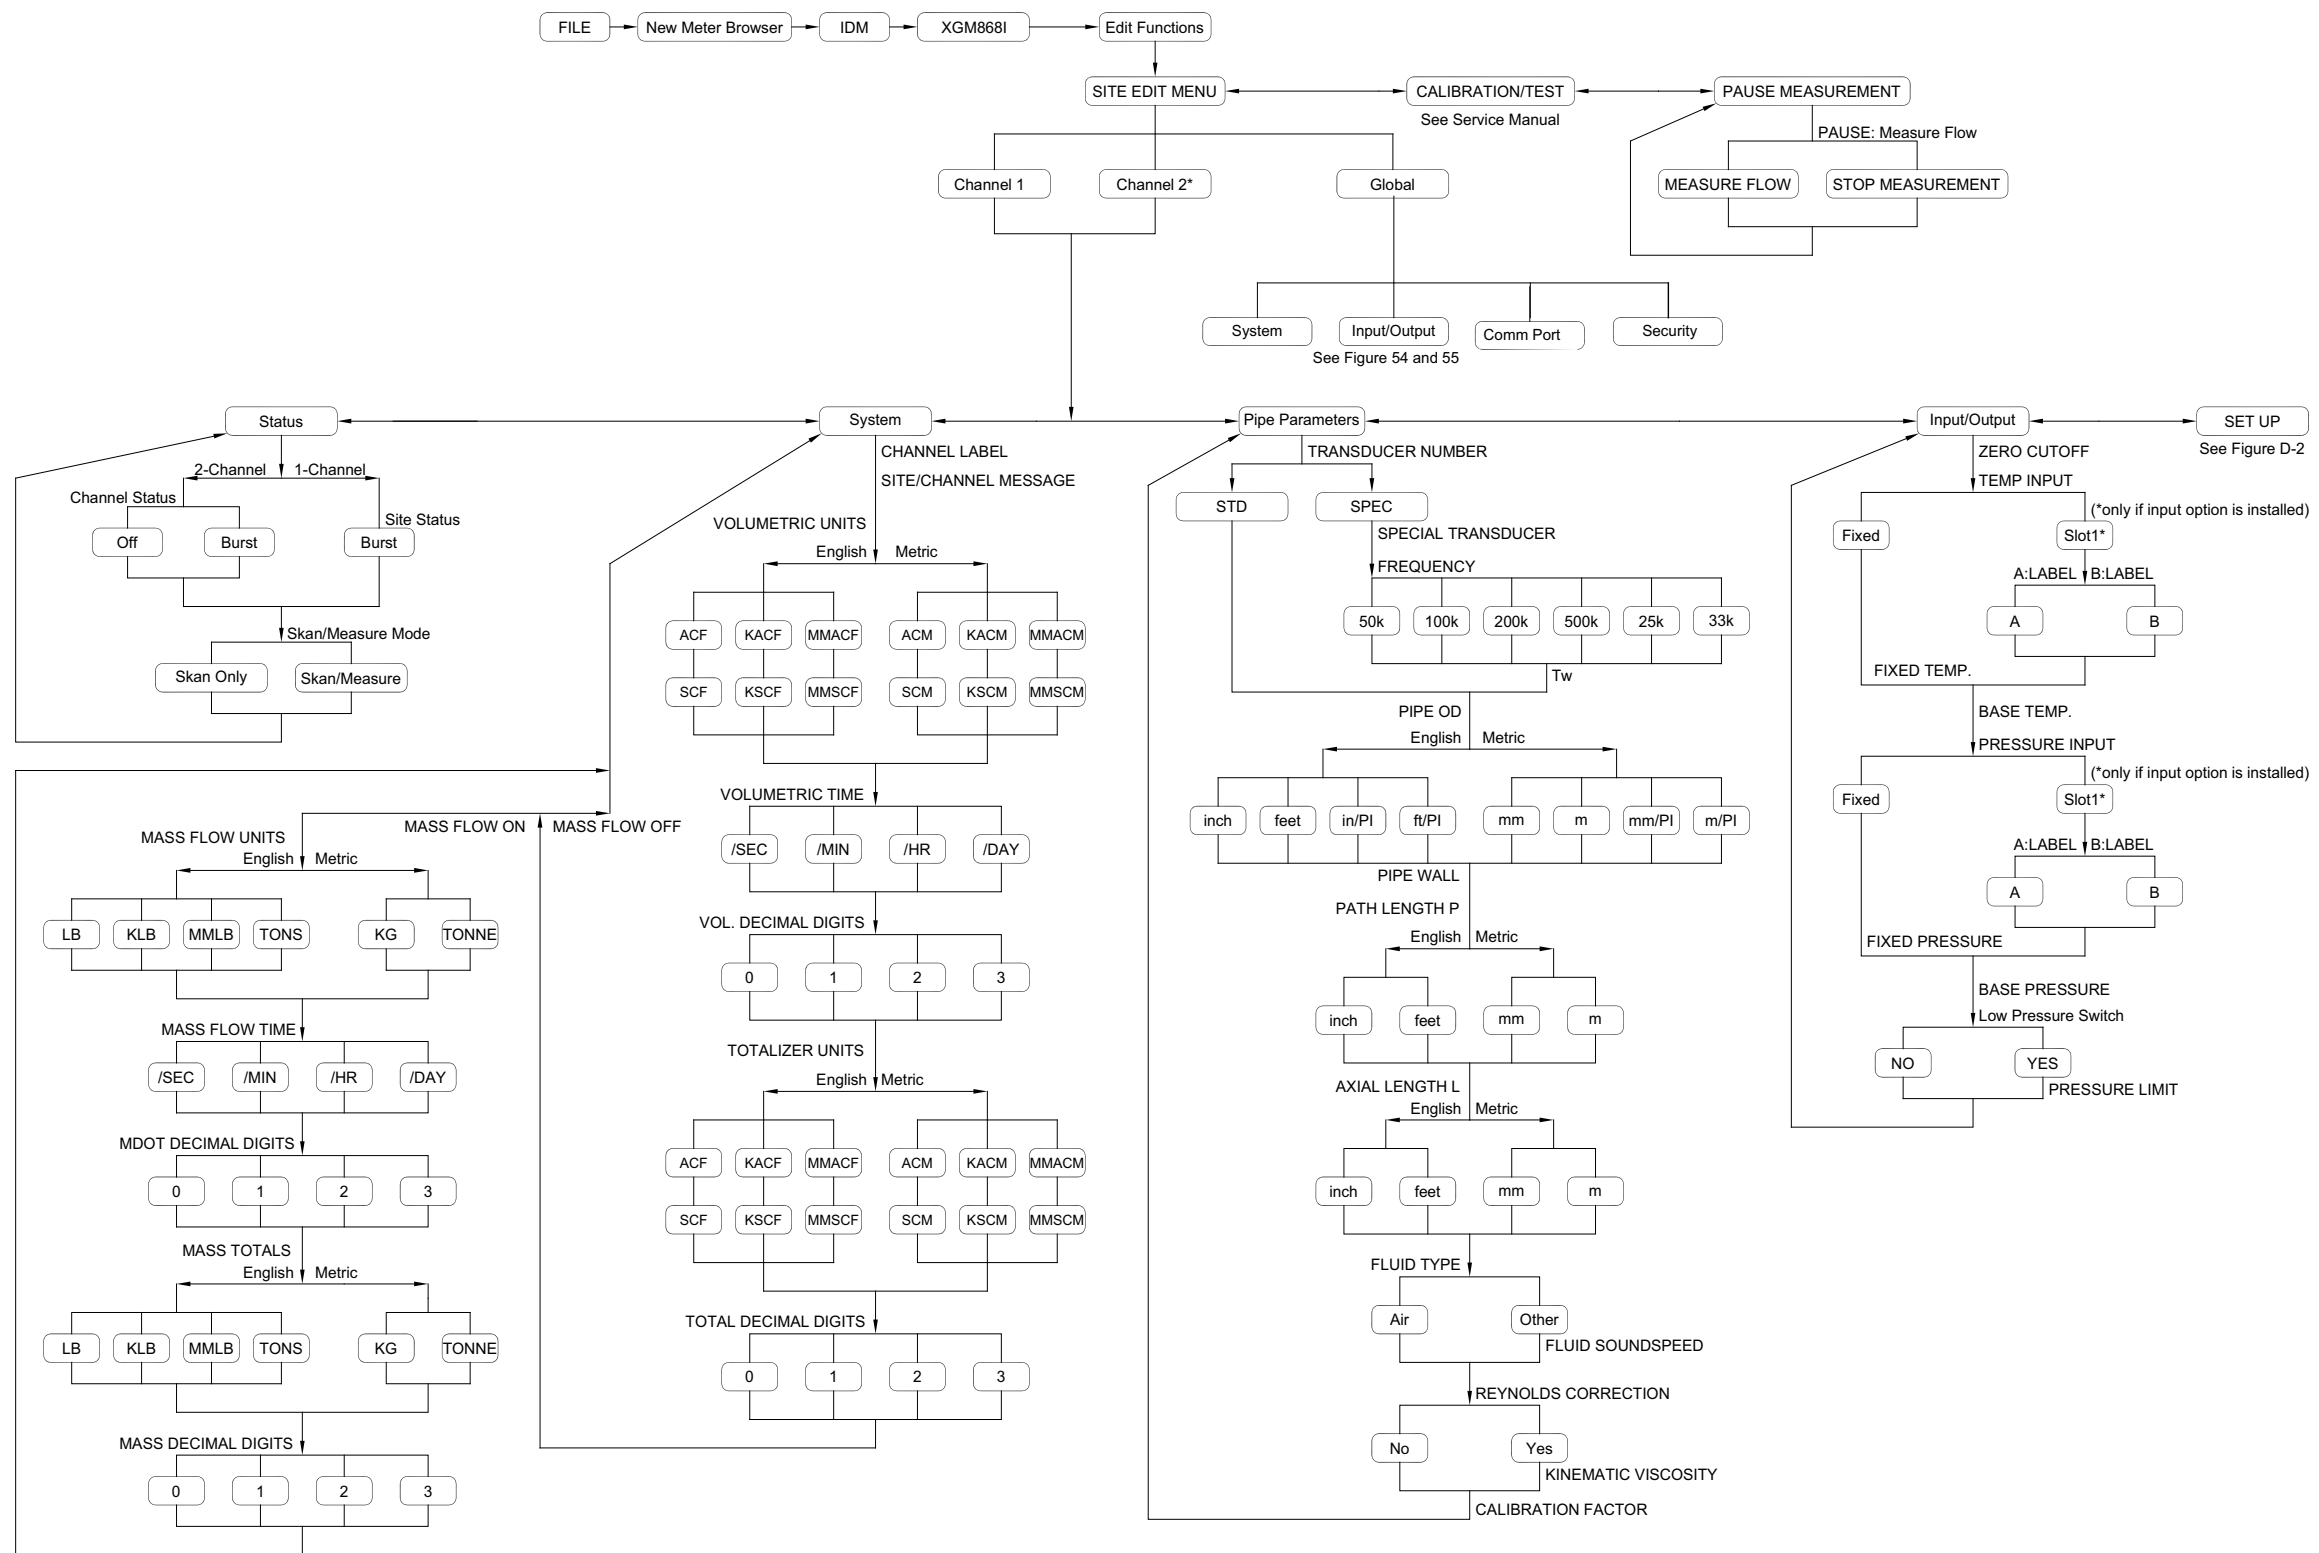 FILE
New Meter Browser
IDM
XGM868I
Edit Functions
SITE EDIT MENU
CALIBRATION/TEST
See Service Manual
PAUSE MEASUREMENT
PAUSE: Measure Flow
MEASURE FLOW
STOP MEASUREMENT
Channel 1
Channel 2*
Global
System
Input/Output
See Figure 54 and 55
Comm Port
Security
Status
System
Pipe Parameters
Input/Output
SET UP
See Figure D-2
2-Channel
1-Channel
Channel Status
Site Status
Off
Burst
Burst
Skan/Measure Mode
Skan Only
Skan/Measure
MASS FLOW ON
MASS FLOW OFF
MASS FLOW UNITS
English
Metric
LB
KLB
MMLB
TONS
KG
TONNE
MASS FLOW TIME
/SEC
/MIN
/HR
/DAY
MDOT DECIMAL DIGITS
0
1
2
3
MASS TOTALS
English
Metric
LB
KLB
MMLB
TONS
KG
TONNE
MASS DECIMAL DIGITS
0
1
2
3
CHANNEL LABEL
SITE/CHANNEL MESSAGE
VOLUMETRIC UNITS
English
Metric
ACF
KACF
MMACF
ACM
KACM
MMACM
SCF
KSCF
MMSCF
SCM
KSCM
MMSCM
VOLUMETRIC TIME
/SEC
/MIN
/HR
/DAY
VOL. DECIMAL DIGITS
0
1
2
3
TOTALIZER UNITS
English
Metric
ACF
KACF
MMACF
ACM
KACM
MMACM
SCF
KSCF
MMSCF
SCM
KSCM
MMSCM
TOTAL DECIMAL DIGITS
0
1
2
3
TRANSDUCER NUMBER
STD
SPEC
SPECIAL TRANSDUCER
FREQUENCY
50k
100k
200k
500k
25k
33k
Tw
PIPE OD
English
Metric
inch
feet
in/PI
ft/PI
mm
m
mm/PI
m/PI
PIPE WALL
PATH LENGTH P
English
Metric
inch
feet
mm
m
AXIAL LENGTH L
English
Metric
inch
feet
mm
m
FLUID TYPE
Air
Other
FLUID SOUNDSPEED
REYNOLDS CORRECTION
No
Yes
KINEMATIC VISCOSITY
CALIBRATION FACTOR
ZERO CUTOFF
TEMP INPUT
(*only if input option is installed)
Fixed
Slot1*
A:LABEL
B:LABEL
A
B
FIXED TEMP.
BASE TEMP.
PRESSURE INPUT
(*only if input option is installed)
Fixed
Slot1*
A:LABEL
B:LABEL
A
B
FIXED PRESSURE
BASE PRESSURE
Low Pressure Switch
NO
YES
PRESSURE LIMIT